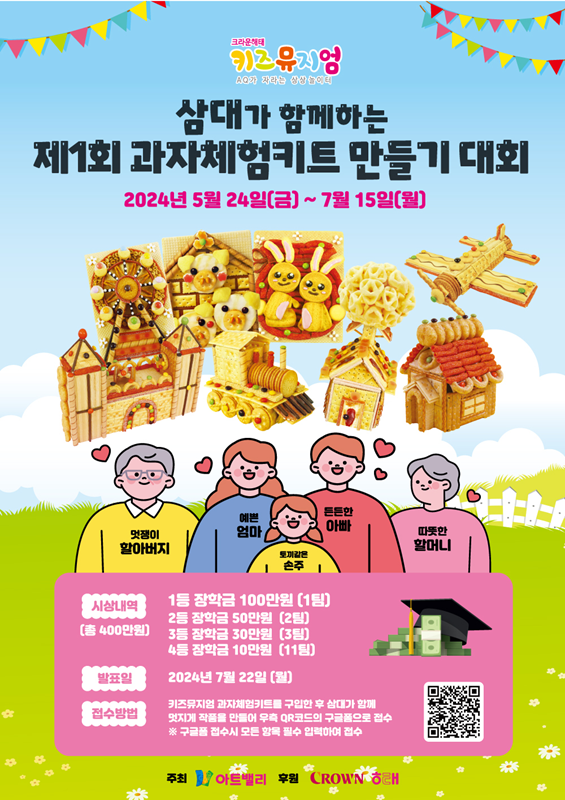 크라운해태
키즈뮤지엄
AQ가 자라는 상상 놀이터
삼대가 함께하는
제1회 과자체험키트 만들기 대회
2024년 5월 24일(금) ~ 7월 15일(월)
멋쟁이
할아버지
예쁜
엄마
토끼같은
손주
든든한
아빠
따뜻한
할머니
시상내역
(총 400만원)
1등 장학금 100만원 (1팀)
2등 장학금 50만원 (2팀)
3등 장학금 30만원 (3팀)
4등 장학금 10만원 (11팀)
발표일
2024년 7월 22일 (월)
접수방법
키즈뮤지엄 과자체험키트를 구입한 후 삼대가 함께
멋지게 작품을 만들어 우측 QR코드의 구글폼으로 접수
※ 구글폼 접수시 모든 항목 필수 입력하여 접수
주최 아트밸리 후원 CROWN 해태